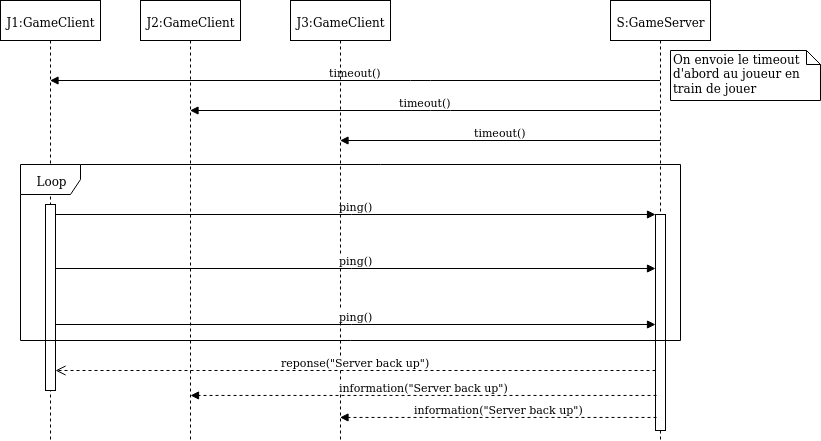 J1:GameClient
J2:GameClient
J3:GameClient
S:GameServer
On envoie le timeout
d'abord au joueur en
train de jouer
timeout()
timeout()
timeout()
Loop
ping()
ping()
ping()
reponse("Server back up")
information("Server back up")
information("Server back up")